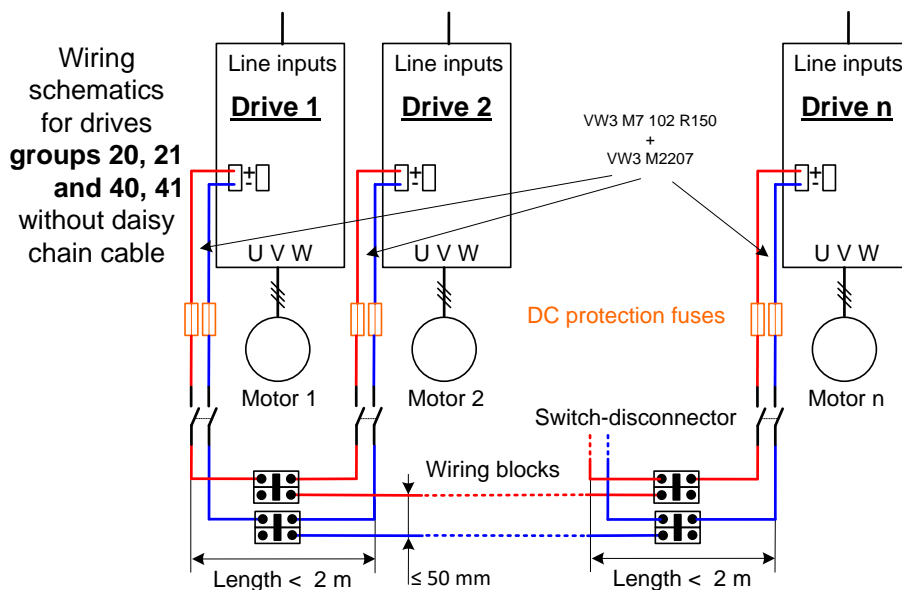 Wiring
schematics
for drives
groups 20, 21
and 40, 41
without daisy
chain cable
Line inputs
Drive 1
+
-
U V W
Motor 1
Line inputs
Drive 2
+
-
U V W
Motor 2
VW3 M7 102 R150
+
VW3 M2207
Line inputs
Drive n
+
-
U V W
Motor n
DC protection fuses
Switch-disconnector
Wiring blocks
Length < 2 m
≤ 50 mm
Length < 2 m